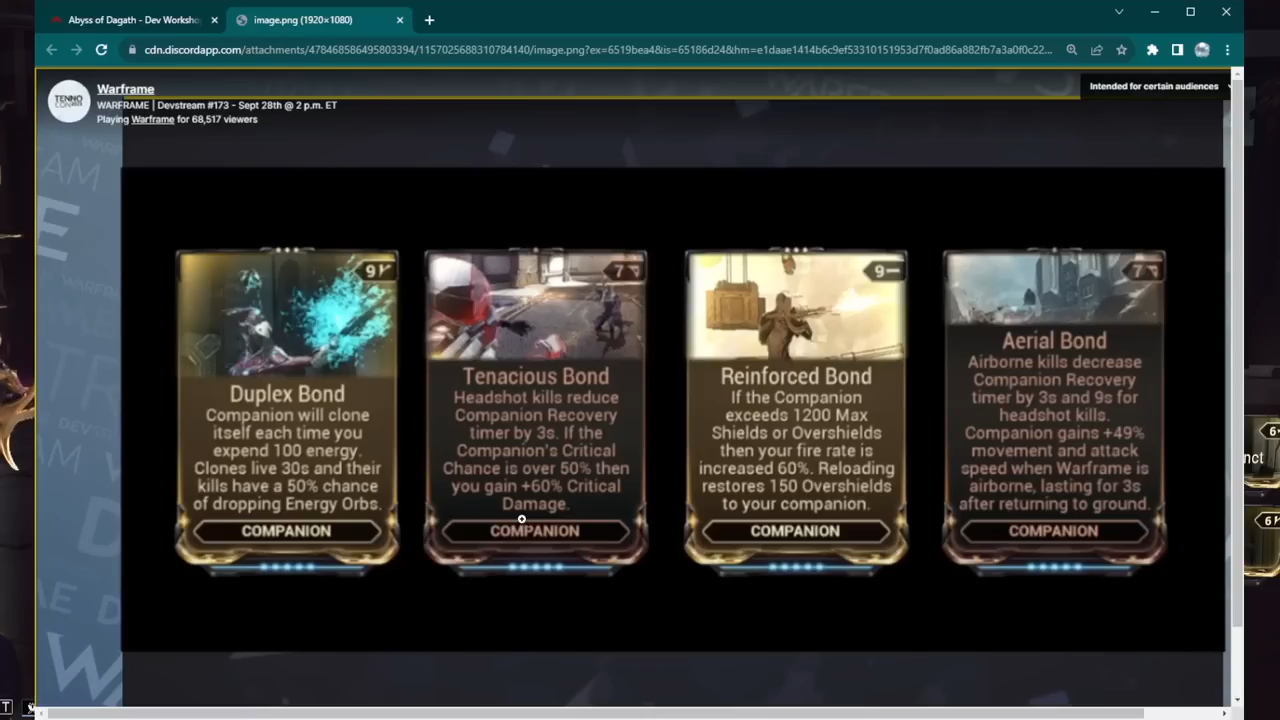 Abyss of Dagath - Dev Worksho
image.png (1920×1080)
cdn.discordapp.com/attachments/478468586495803394/1157025688310784140/image.png?ex=6519bea4&is=65186d24&hm=e1daae1414b6c9ef53310151953d7f0ad86a882fb7a3a0f0c22...
TENNO
CON
Warframe
WARFRAME | Devstream #173 - Sept 28th @ 2 p.m. ET
Playing Warframe for 68,517 viewers
Intended for certain audiences
9
Duplex Bond
Companion will clone
itself each time you
expend 100 energy.
Clones live 30s and their
kills have a 50% chance
of dropping Energy Orbs.
COMPANION
7
Tenacious Bond
Headshot kills reduce
Companion Recovery
timer by 3s. If the
Companion's Critical
Chance is over 50% then
you gain +60% Critical
Damage.
COMPANION
9
Reinforced Bond
If the Companion
exceeds 1200 Max
Shields or Overshields
then your fire rate is
increased 60%. Reloading
restores 150 Overshields
to your companion.
COMPANION
7
Aerial Bond
Airborne kills decrease
Companion Recovery
timer by 3s and 9s for
headshot kills.
Companion gains +49%
movement and attack
speed when Warframe is
airborne, lasting for 3s
after returning to ground.
COMPANION
6
nct
6
T